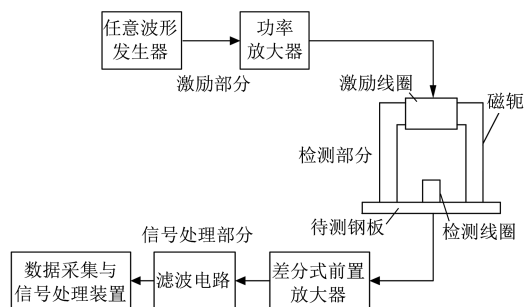 任意波形
发生器
功率
放大器
激励部分
激励线圈
磁轭
检测部分
待测钢板
检测线圈
信号处理部分
数据采集与
信号处理装置
滤波电路
差分式前置
放大器